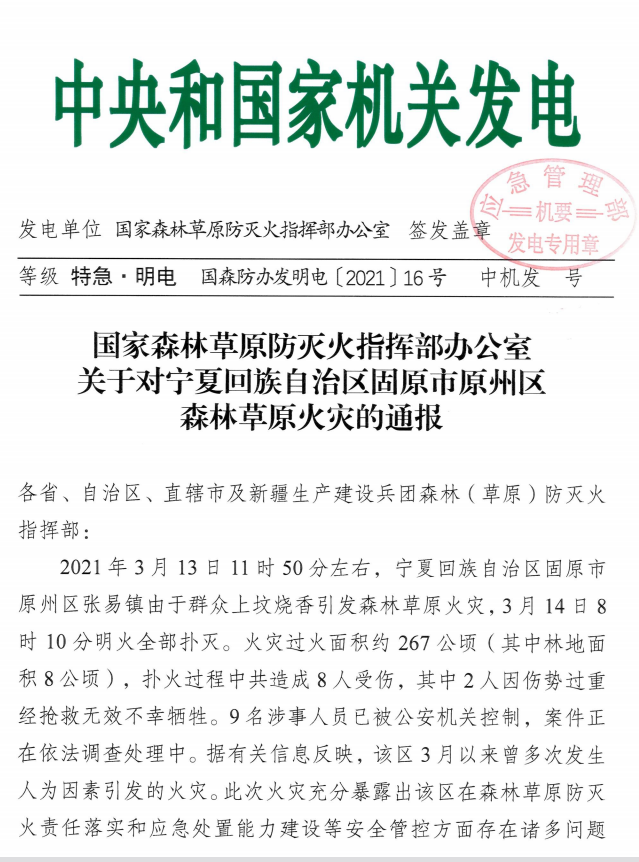 中央和国家机关发电
应急管理部
机要
发电专用章
发电单位 国家森林草原防灭火指挥部办公室 签发盖章
等级 特急·明电 国森防办发明电〔2021〕16号 中机发 号
国家森林草原防灭火指挥部办公室
关于对宁夏回族自治区固原市原州区
森林草原火灾的通报
各省、自治区、直辖市及新疆生产建设兵团森林（草原）防灭火
指挥部：
2021年3月13日11时50分左右，宁夏回族自治区固原市
原州区张易镇由于群众上坟烧香引发森林草原火灾，3月14日8
时10分明火全部扑灭。火灾过火面积约267公顷（其中林地面
积8公顷），扑火过程中共造成8人受伤，其中2人因伤势过重
经抢救无效不幸牺牲。9名涉事人员已被公安机关控制，案件正
在依法调查处理中。据有关信息反映，该区3月以来曾多次发生
人为因素引发的火灾。此次火灾充分暴露出该区在森林草原防灭
火责任落实和应急处置能力建设等安全管控方面存在诸多问题